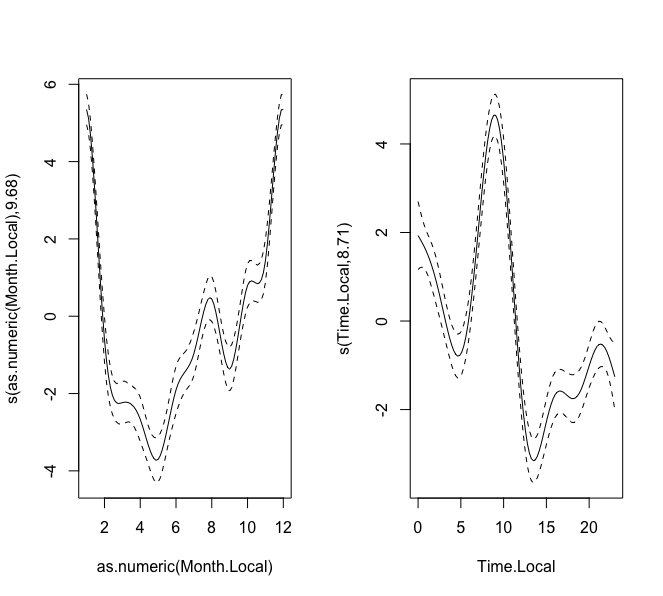 s(as.numeric(Month.Local),9.68)
6
4
2
0
-2
-4
2 4 6 8 10 12
as.numeric(Month.Local)
s(Time.Local,8.71)
4
2
0
-2
0 5 10 15 20
Time.Local